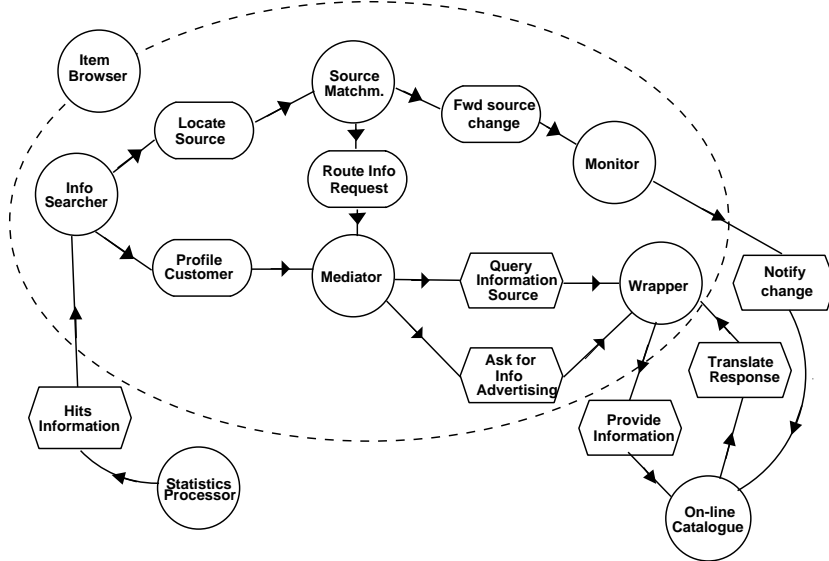 Item
Browser
Source
Matchm.
Locate
Source
Fwd source
change
Monitor
Route Info
Request
Info
Searcher
Profile
Customer
Mediator
Query
Information
Source
Wrapper
Notify
change
Ask for
Info
Advertising
Translate
Response
Hits
Information
Provide
Information
Statistics
Processor
On-line
Catalogue